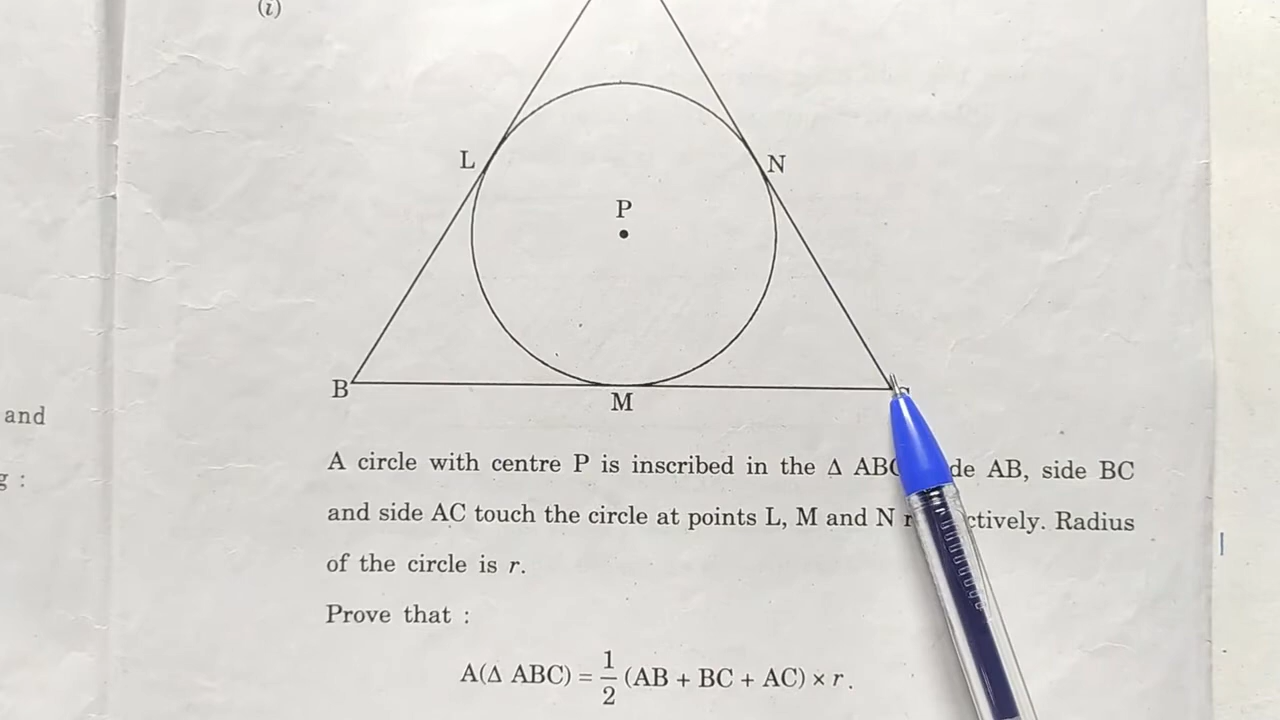 (i)
L
N
P
B
M
and
g :
A circle with centre P is inscribed in the Δ ABC de AB, side BC
and side AC touch the circle at points L, M and N r ctively. Radius
of the circle is r.
Prove that :
A(Δ ABC) = 1/2 (AB + BC + AC) × r.